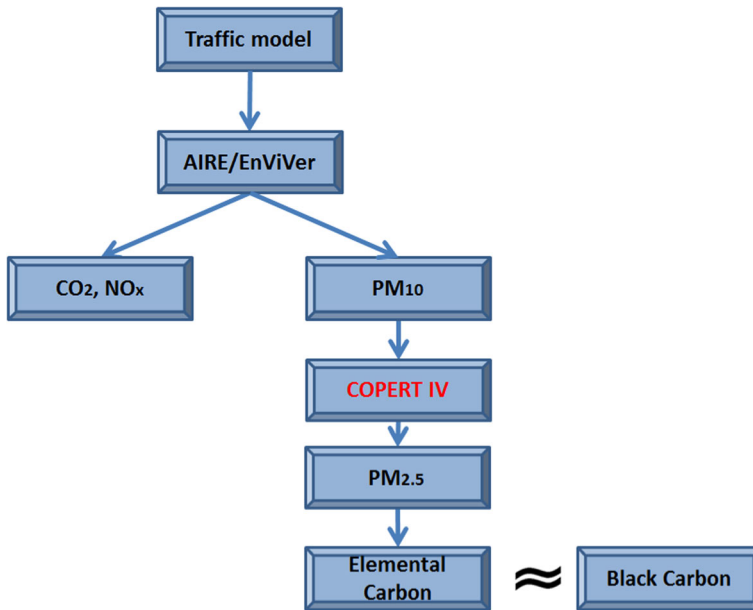 Traffic model
AIRE/EnViVer
CO₂, NOₓ
PM₁₀
COPERT IV
PM₂.₅
Elemental
Carbon
≈
Black Carbon